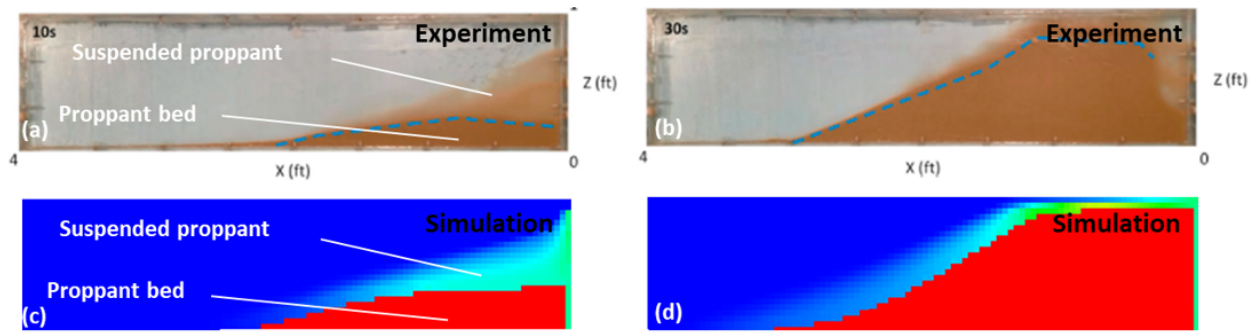 10s
Experiment
Suspended proppant
Z (ft)
Proppant bed
(a)
4
0
X (ft)
30s
Experiment
Z (ft)
(b)
4
0
X (ft)
Simulation
Suspended proppant
Proppant bed
(c)
Simulation
(d)